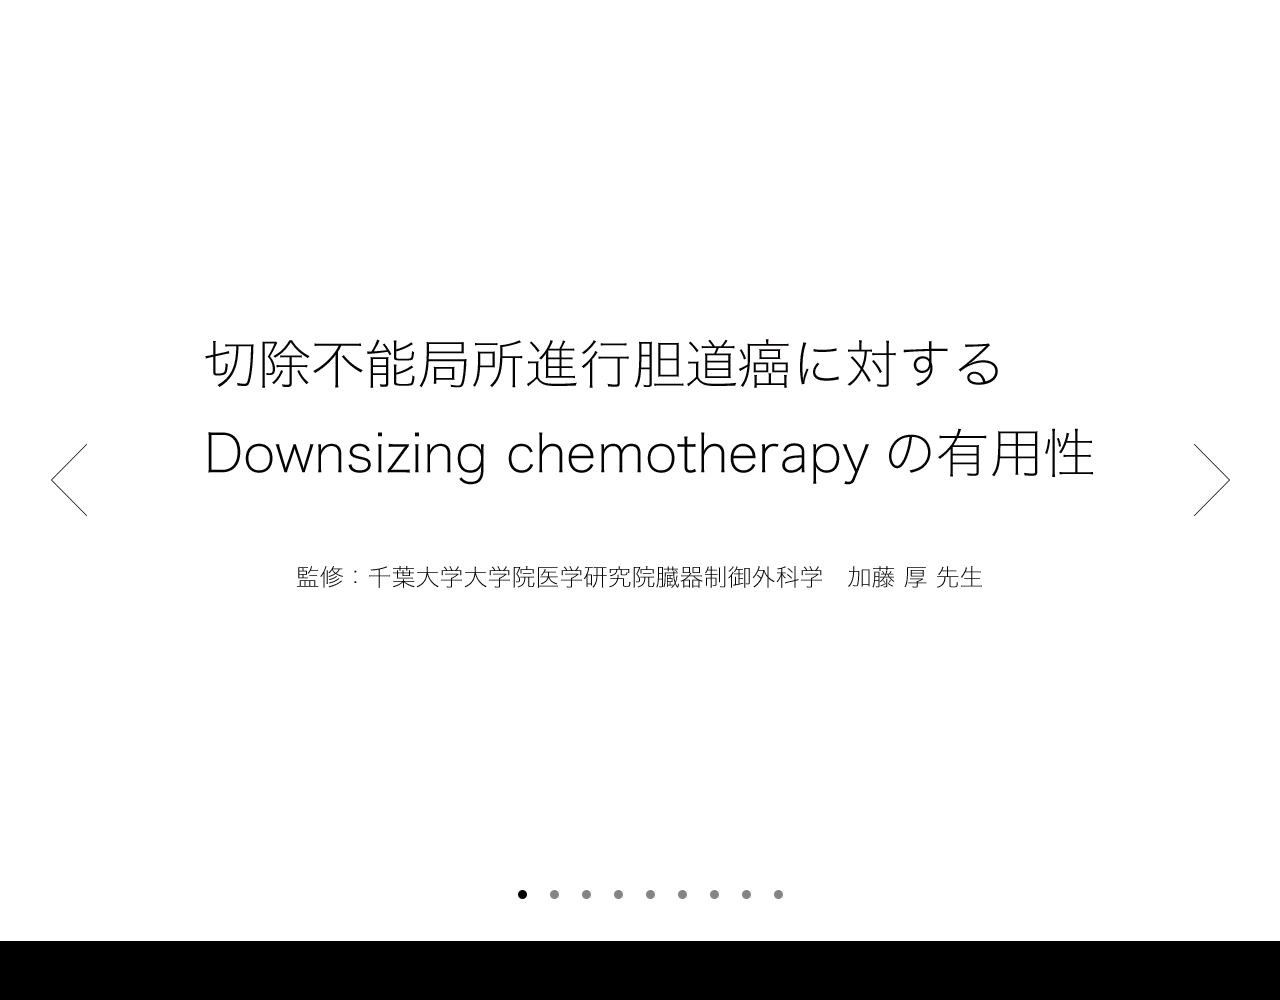 切除不能局所進行胆道癌に対する
Downsizing chemotherapy の有用性
監修：千葉大学大学院医学研究院臓器制御外科学　加藤 厚 先生